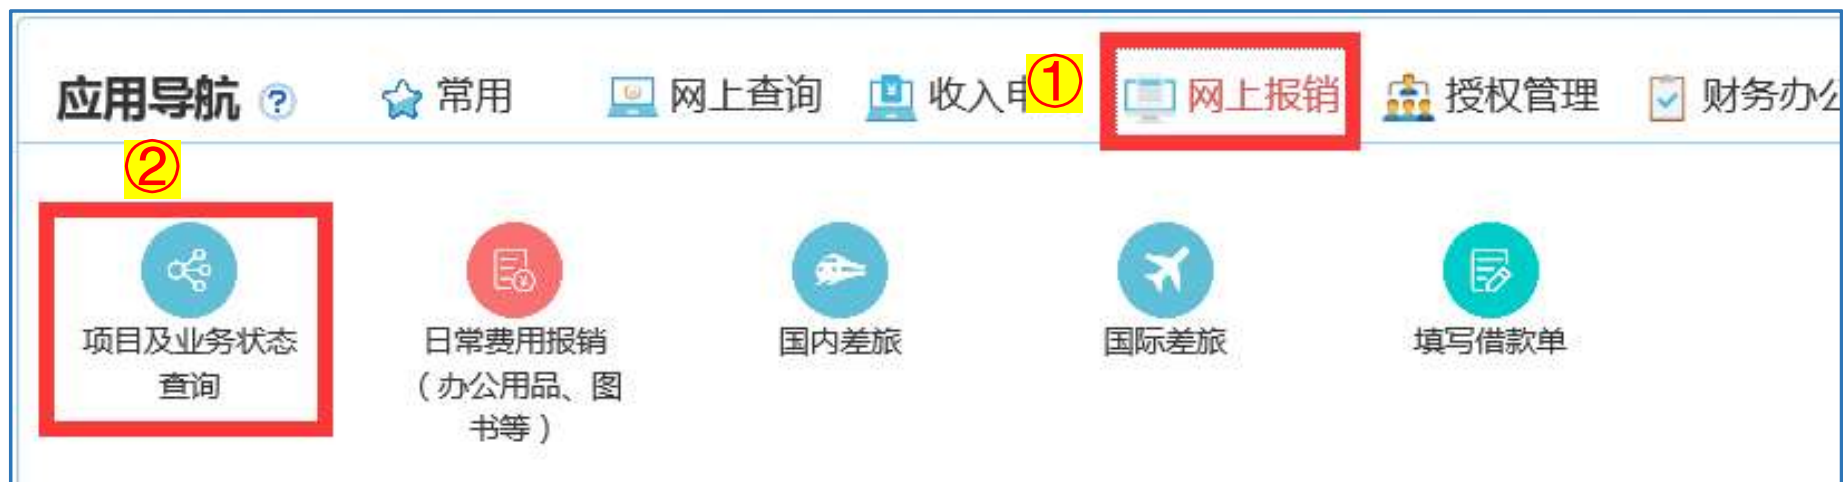 应用导航 ? 常用 网上查询 收入 ① 网上报销 授权管理 财务办公
②
项目及业务状态
查询
日常费用报销
（办公用品、图
书等）
国内差旅
国际差旅
填写借款单